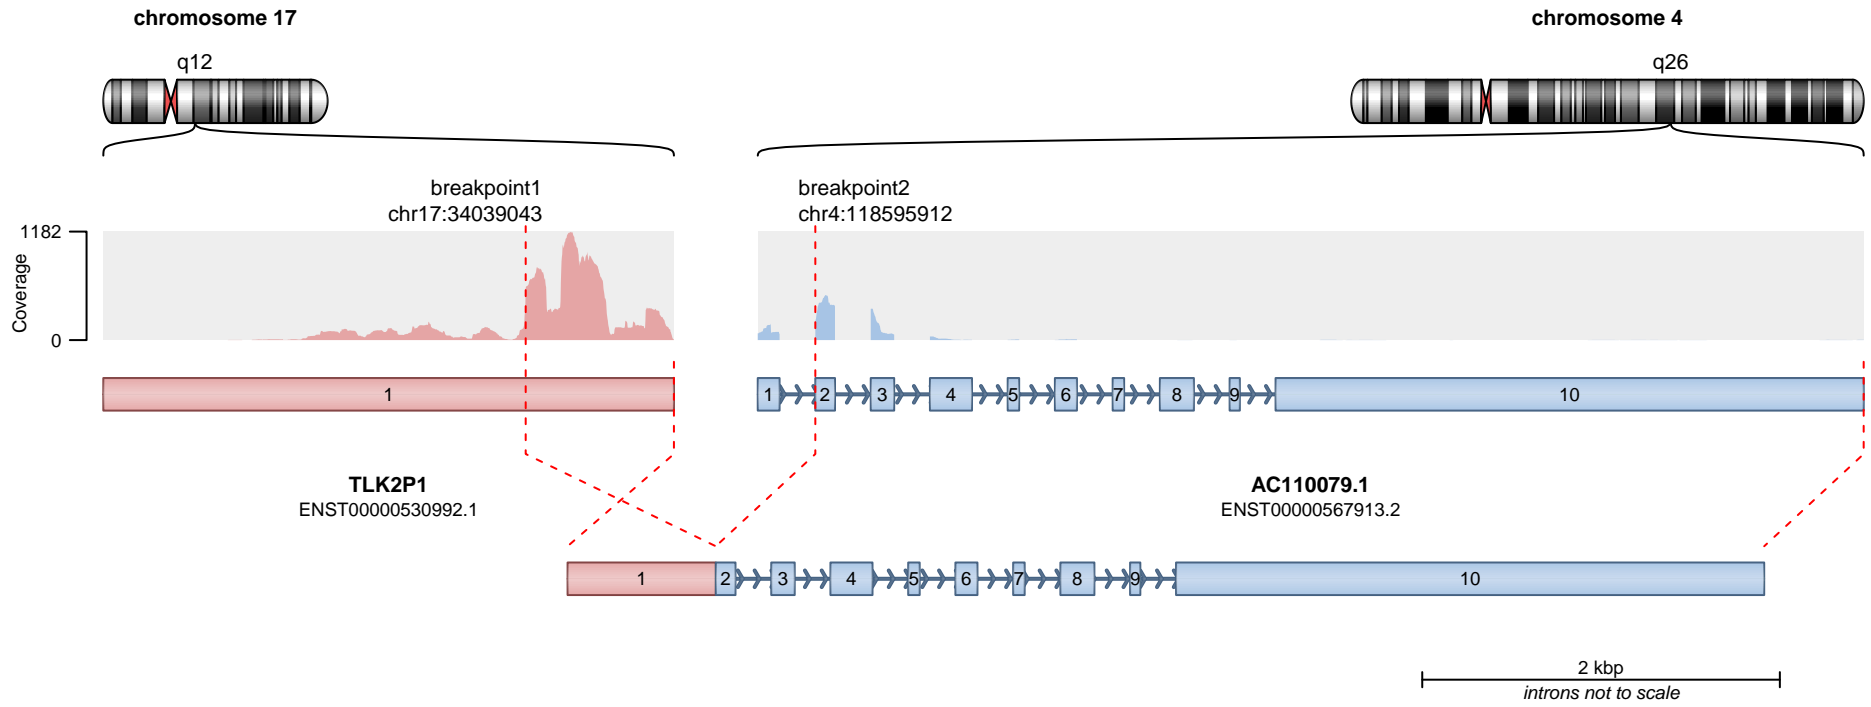 chromosome 17
chromosome 4
q12
q26
breakpoint1
chr17:34039043
breakpoint2
chr4:118595912
1182
Coverage
0
1
1 2 3 4 5 6 7 8 9 10
TLK2P1
ENST00000530992.1
AC110079.1
ENST00000567913.2
1 2 3 4 5 6 7 8 9 10
2 kbp
introns not to scale